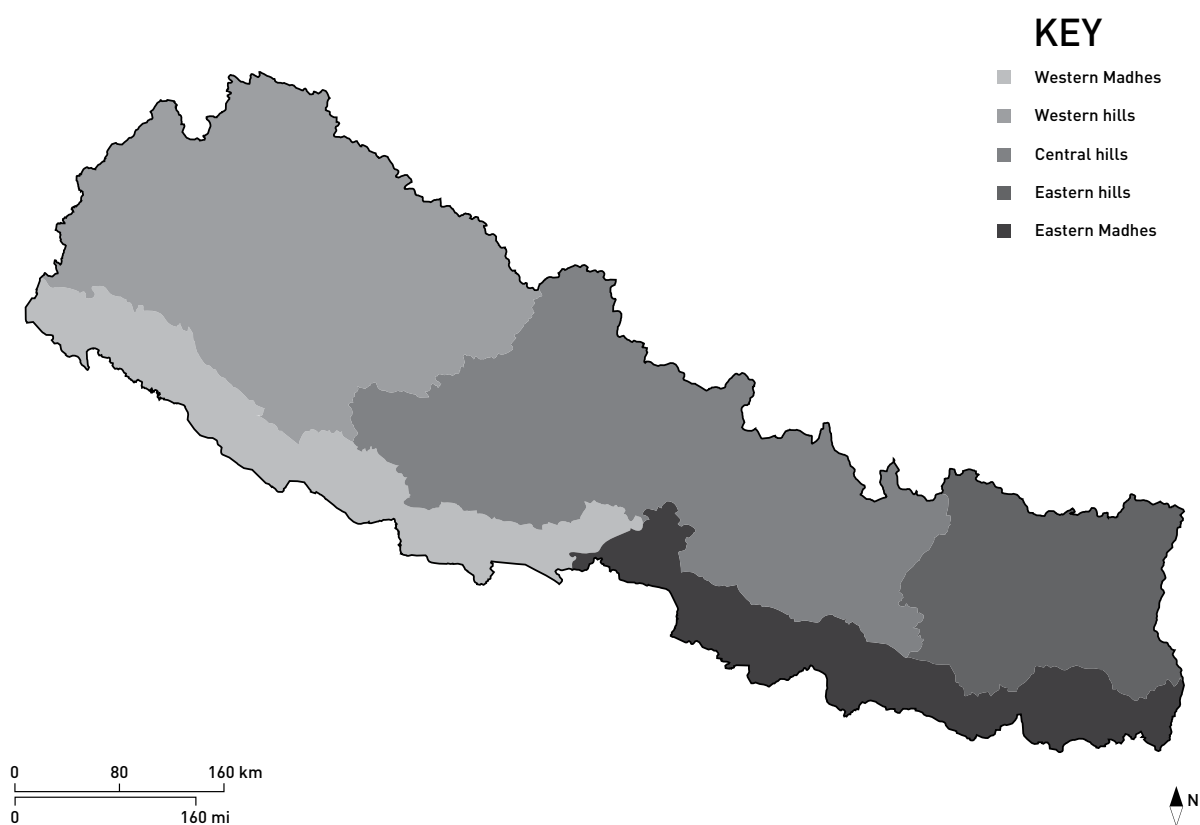 KEY
Western Madhes
Western hills
Central hills
Eastern hills
Eastern Madhes
0 80 160 km
0 160 mi
N